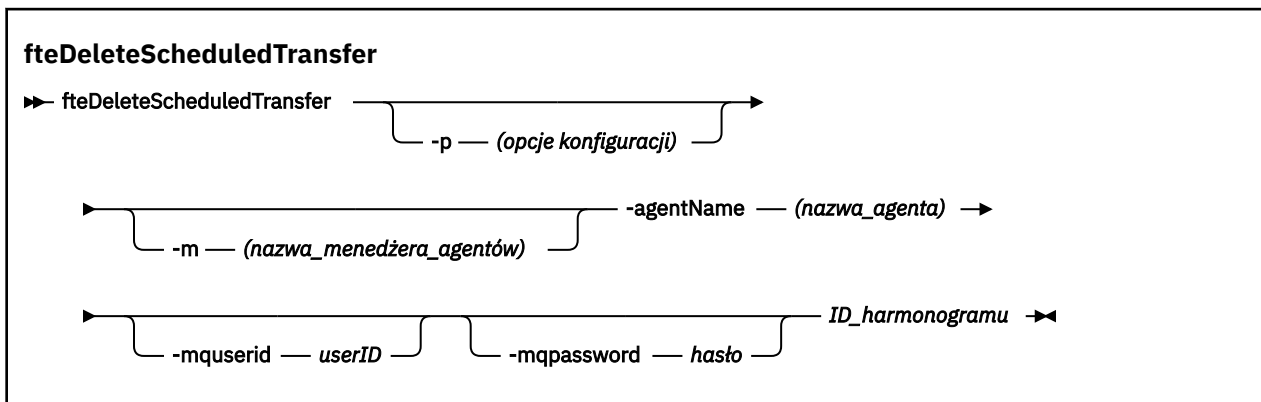 fteDeleteScheduledTransfer
fteDeleteScheduledTransfer
-p — (opcje konfiguracji)
-agentName — (nazwa_agenta)
-m — (nazwa_menedżera_agentów)
ID_harmonogramu
-mquserid — userID
-mqpassword — hasło